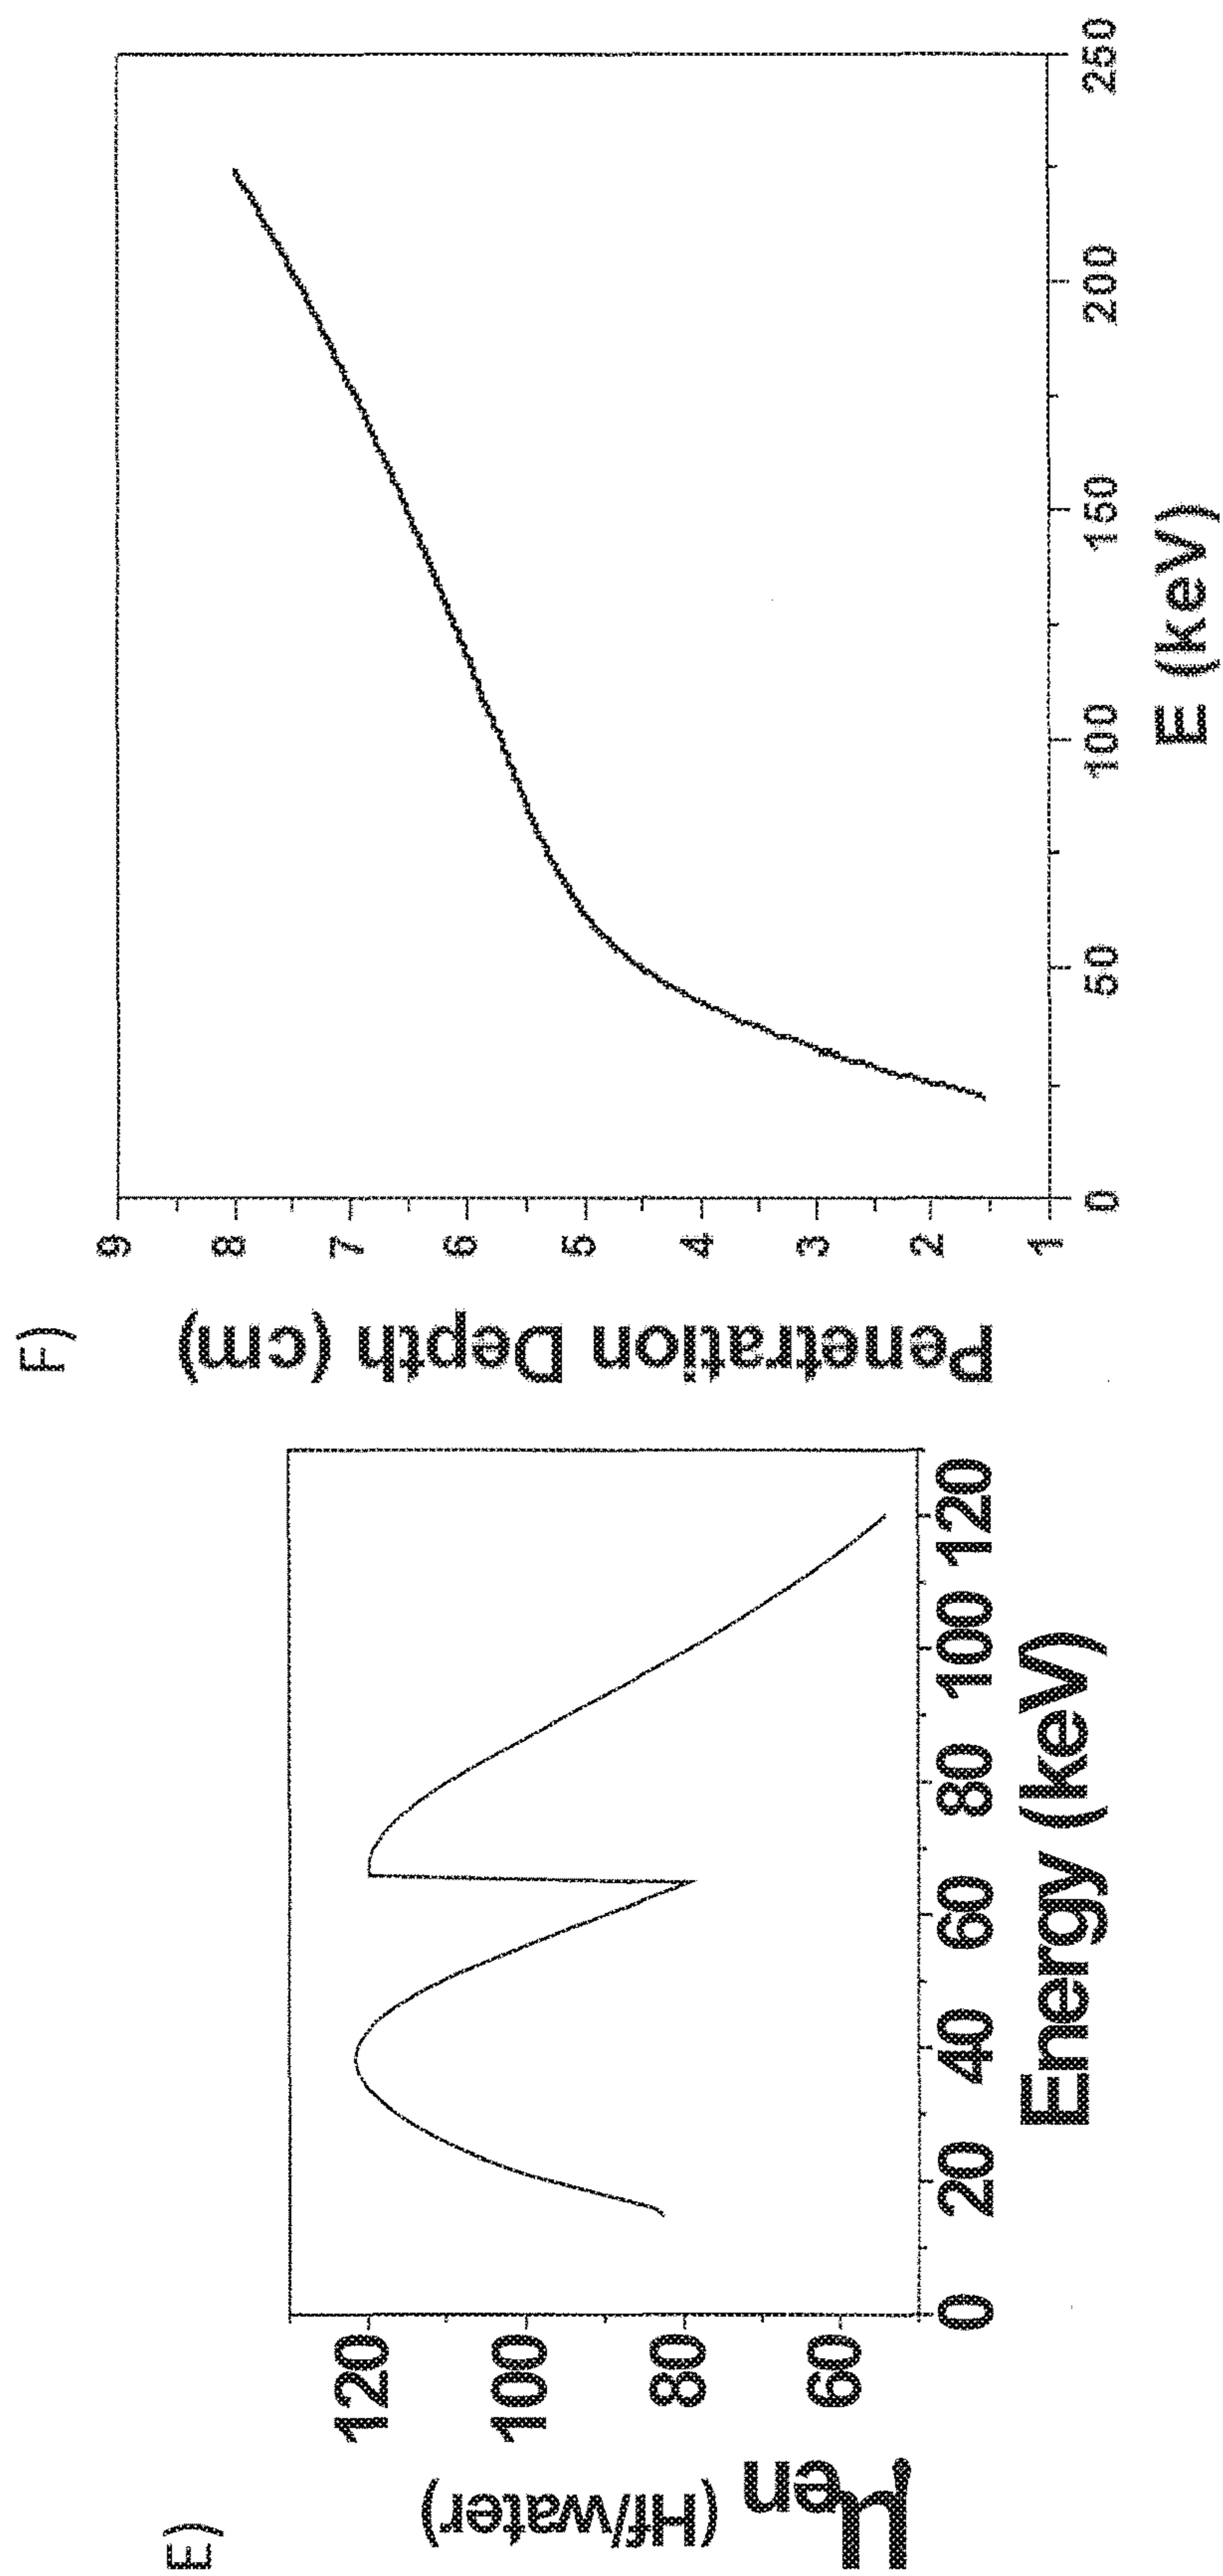 E)
μen
(Hf/water)
120
100
80
60
0 20 40 60 80 100 120
Energy (keV)
F)
Penetration Depth (cm)
9
8
7
6
5
4
3
2
1
0 50 100 150 200 250
E (keV)